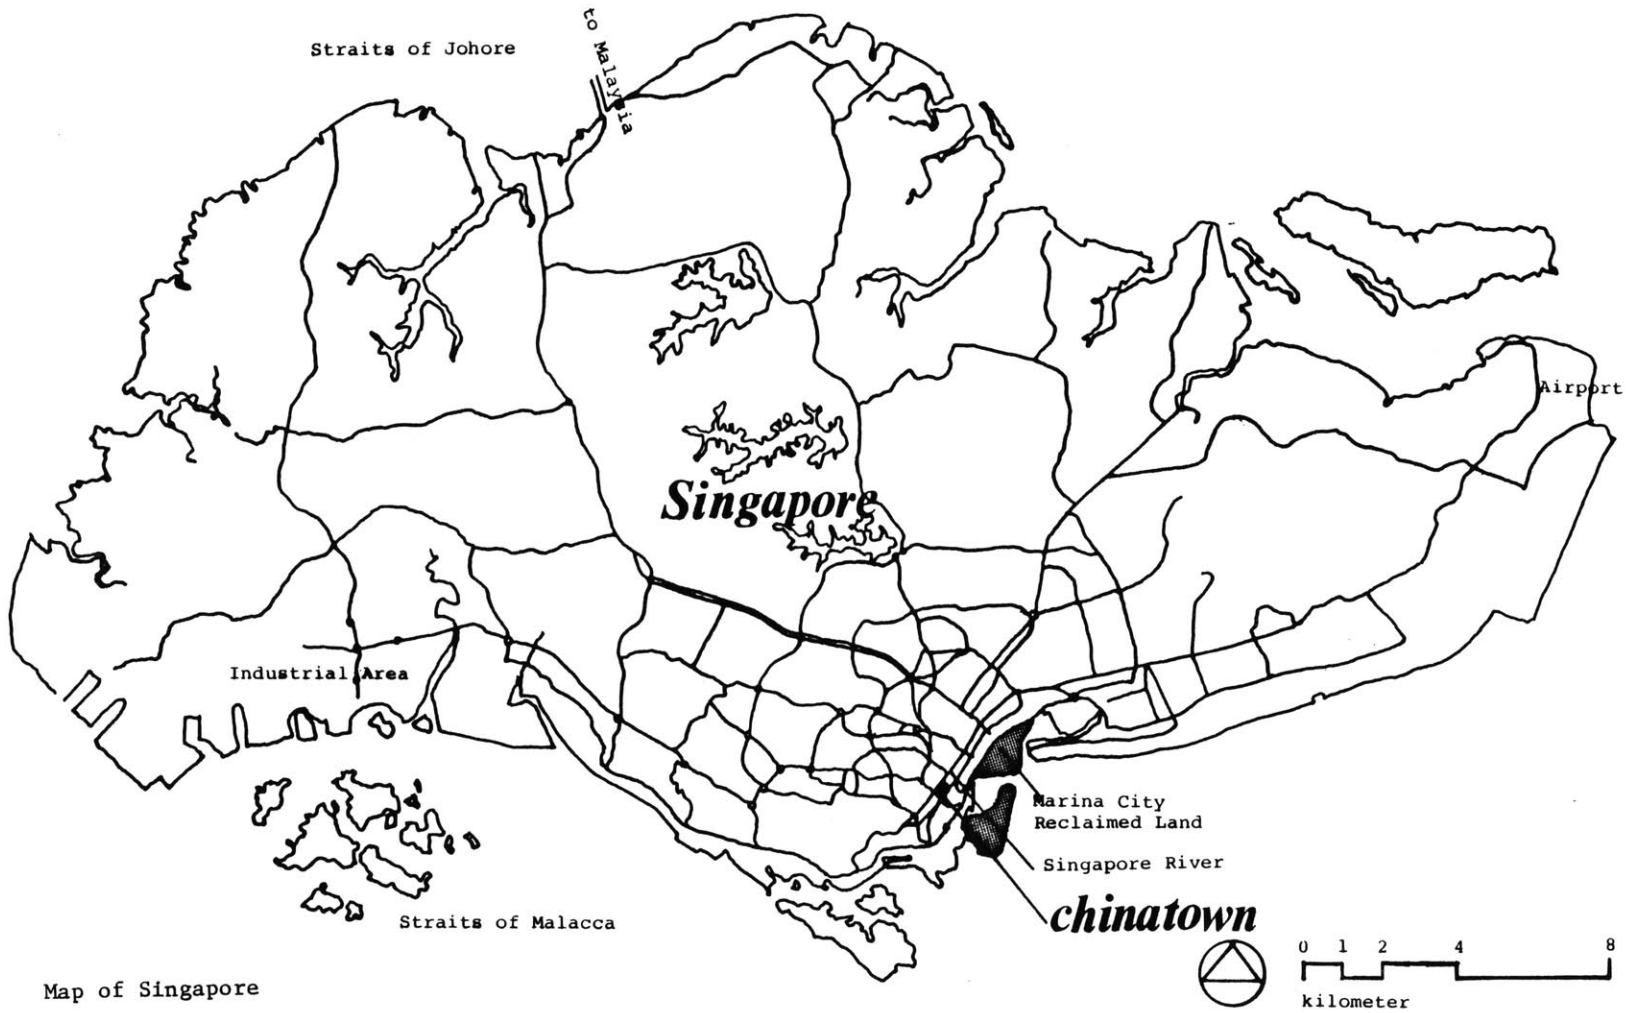 Straits of Johore
to Malaysia
Airport
Singapore
Industrial Area
Marina City
Reclaimed Land
Singapore River
chinatown
Straits of Malacca
0 1 2 4 8
kilometer
Map of Singapore